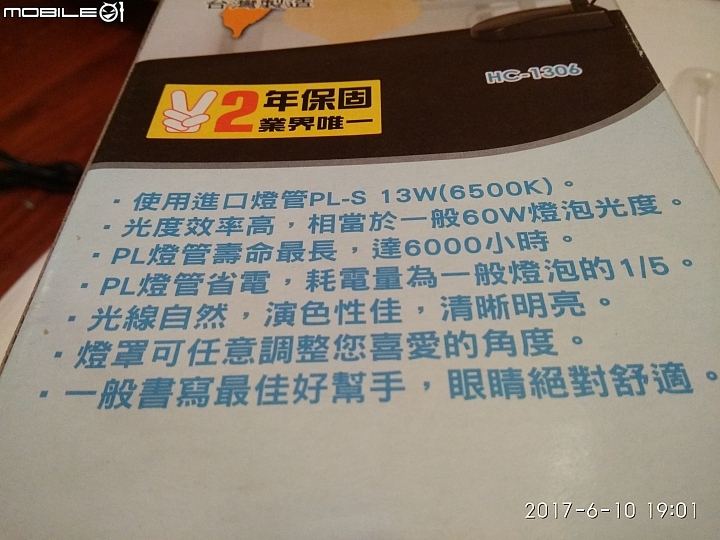 MOBILE01
台灣製造
HC-1306
2年保固
業界唯一
・使用進口燈管PL-S 13W(6500K)。
・光度效率高，相當於一般60W燈泡光度。
・PL燈管壽命最長，達6000小時。
・PL燈管省電，耗電量為一般燈泡的1/5。
・光線自然，演色性佳，清晰明亮。
・燈罩可任意調整您喜愛的角度。
・一般書寫最佳好幫手，眼睛絕對舒適。
2017-6-10 19:01